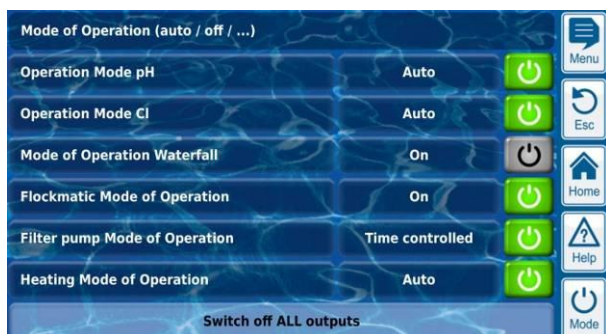 Mode of Operation (auto / off / ...)
Menu
Operation Mode pH Auto
Operation Mode Cl Auto
Esc
Mode of Operation Waterfall On
Flockmatic Mode of Operation On
Home
Filter pump Mode of Operation Time controlled
Help
Heating Mode of Operation Auto
Switch off ALL outputs
Mode